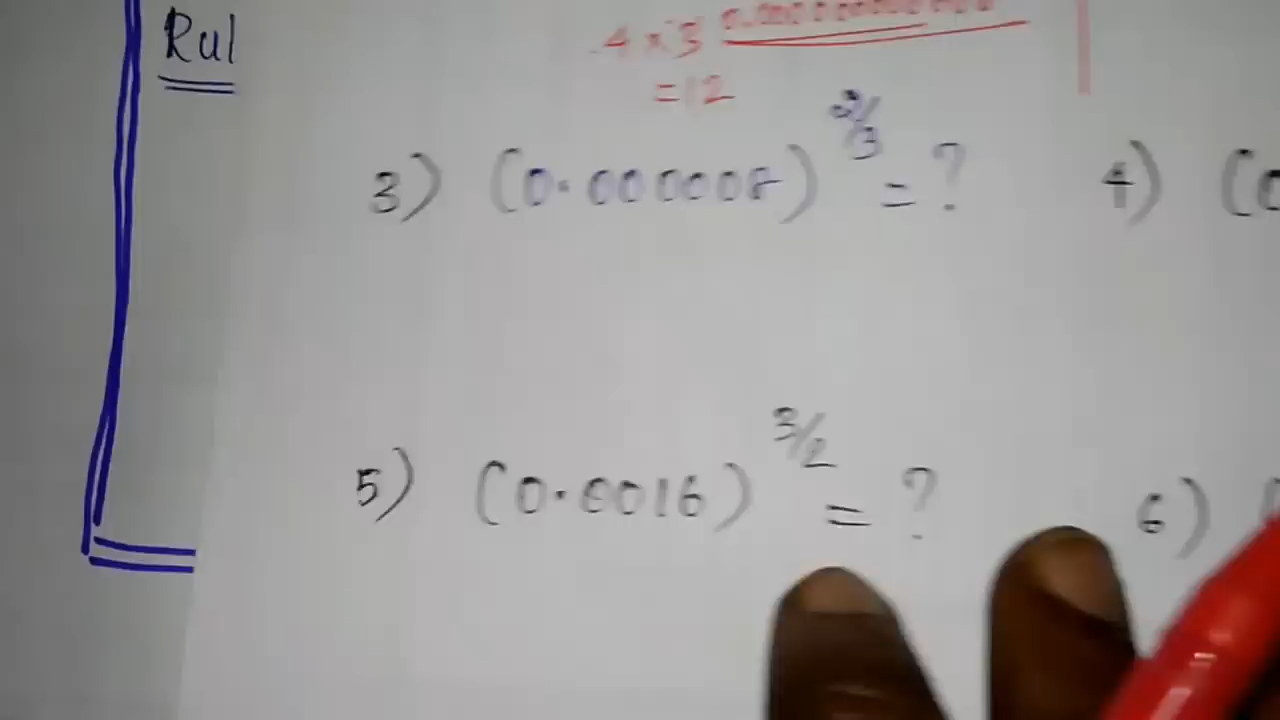 Rul
4 × 3
= 12
3) (0.000008)^2/3 = ?
4) (0
5) (0.0016)^3/2 = ?
6) (